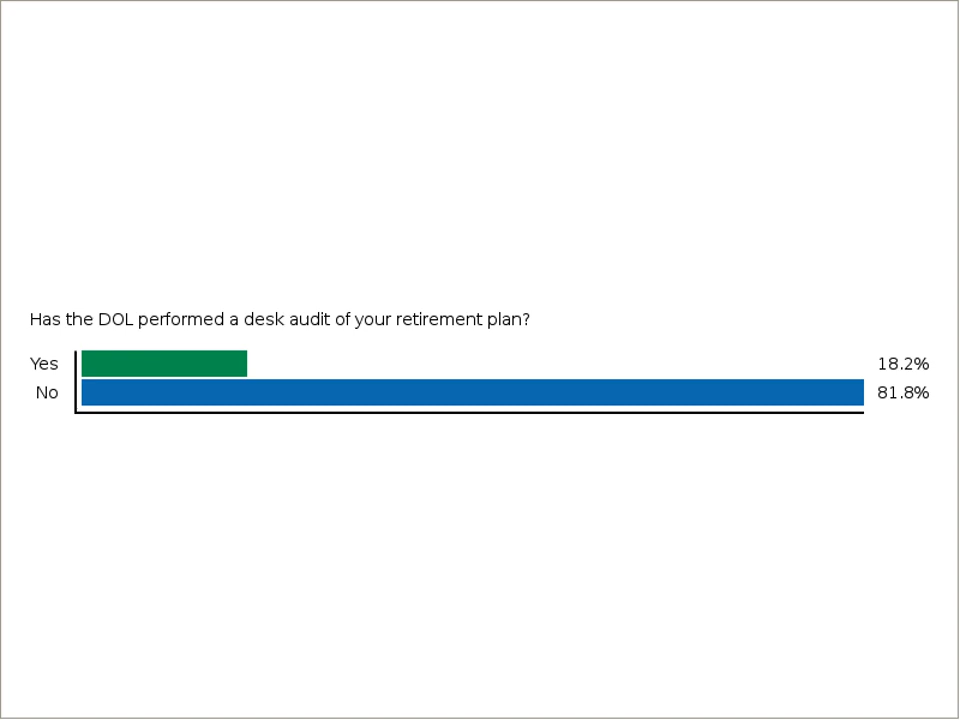 Has the DOL performed a desk audit of your retirement plan?
Yes 18.2%
No 81.8%